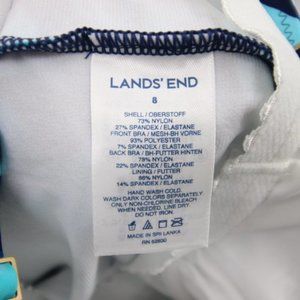 LANDS' END
8
SHELL / OBERSTOFF
73% NYLON
27% SPANDEX / ELASTANE
FRONT BRA / MESH-BH VORNE
93% POLYESTER
7% SPANDEX / ELASTANE
BACK BRA / BH-FUTTER HINTEN
78% NYLON
22% SPANDEX / ELASTANE
LINING / FUTTER
86% NYLON
14% SPANDEX / ELASTANE
HAND WASH COLD
WASH DARK COLORS SEPARATELY
ONLY NON-CHLORINE BLEACH
WHEN NEEDED, LINE DRY.
DO NOT IRON
MADE IN SRI LANKA
RN 62800